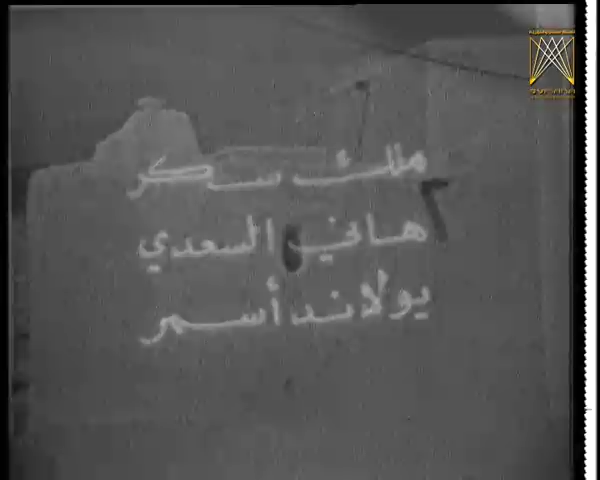 ملك سكر
هاني السعدي
يولاند أسمر